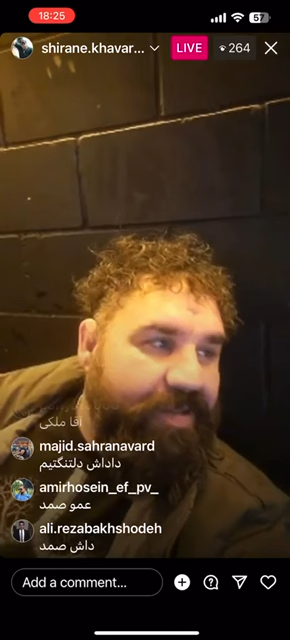 18:25
57
shirane.khavar...
LIVE
264
اقا ملکی
majid.sahranavard
داداش دلتنگتیم
amirhosein_ef_pv_
عمو صمد
ali.rezabakhshodeh
داش صمد
Add a comment...